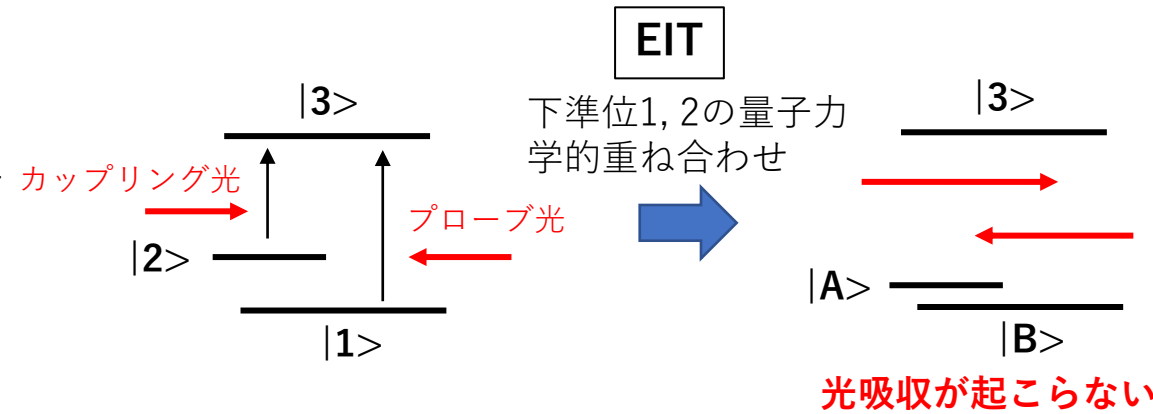 EIT
下準位1, 2の量子力
学的重ね合わせ
|3>
カップリング光
プローブ光
|2>
|1>
|3>
|A>
|B>
光吸収が起こらない